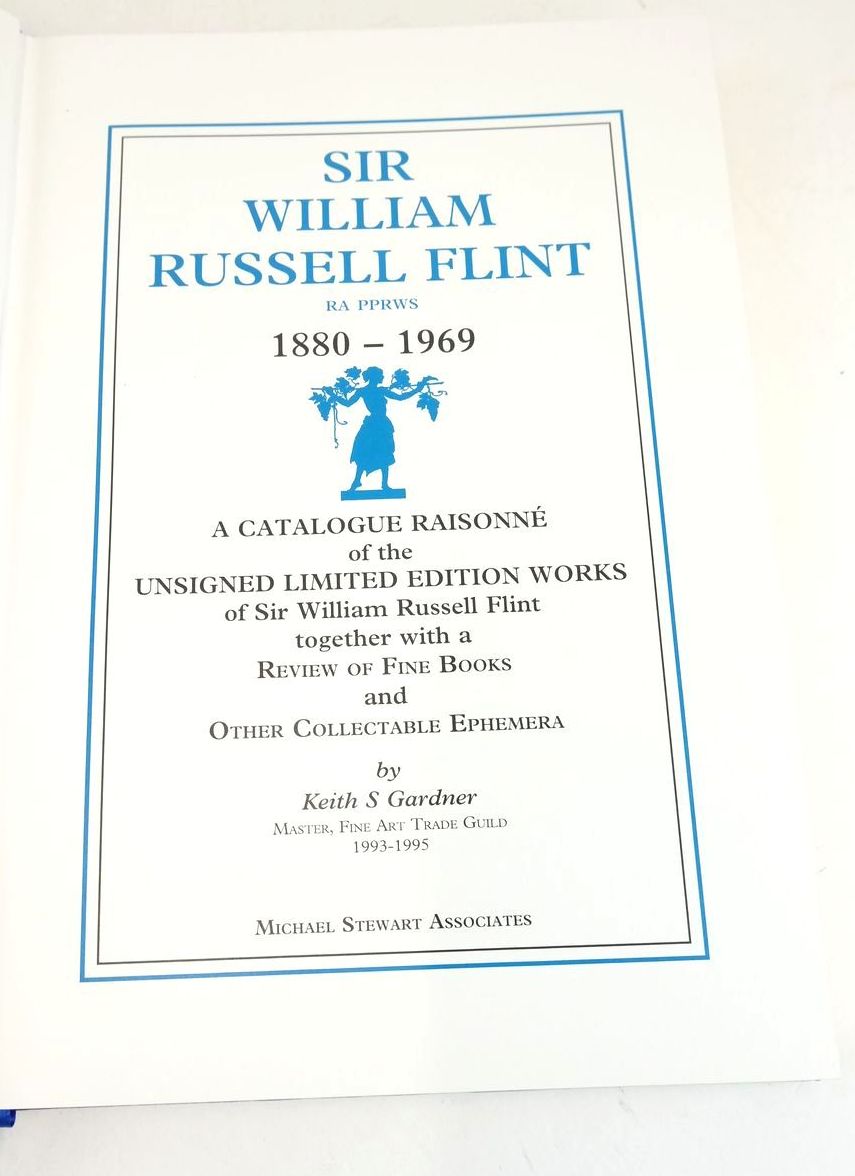 SIR
WILLIAM
RUSSELL FLINT
RA PPRWS
1880 – 1969
A CATALOGUE RAISONNÉ
of the
UNSIGNED LIMITED EDITION WORKS
of Sir William Russell Flint
together with a
REVIEW OF FINE BOOKS
and
OTHER COLLECTABLE EPHEMERA
by
Keith S Gardner
MASTER, FINE ART TRADE GUILD
1993-1995
MICHAEL STEWART ASSOCIATES